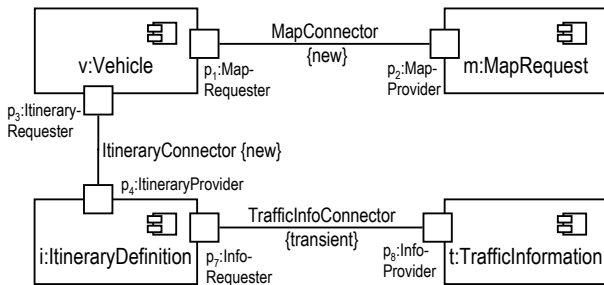 MapConnector
{new}
v:Vehicle
m:MapRequest
p1:Map-
Requester
p2:Map-
Provider
p3:Itinerary-
Requester
ItineraryConnector {new}
p4:ItineraryProvider
TrafficInfoConnector
{transient}
i:ItineraryDefinition
t:TrafficInformation
p7:Info-
Requester
p8:Info-
Provider